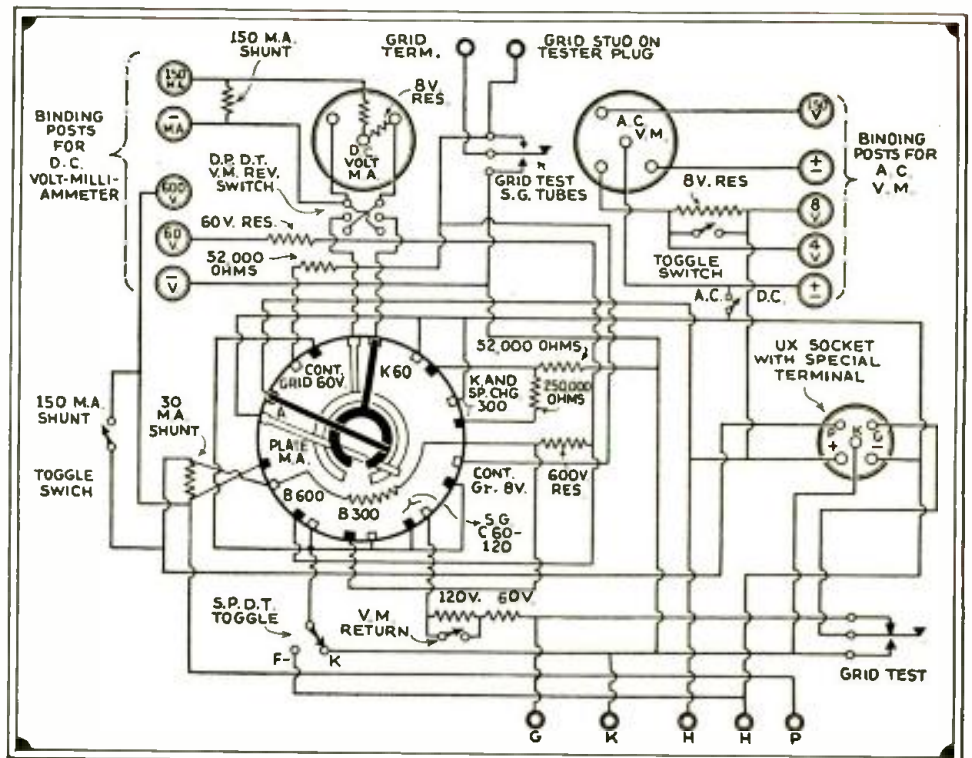 150 M.A.
SHUNT
GRID
TERM.
GRID STUD ON
TESTER PLUG
8V.
RES.
BINDING
POSTS
FOR
D.C.
VOLT-MILLI-
AMMETER
150
M.A.
-
MA
600
V
60
V
-
V
D.C.
VOLT
M.A.
D.P.D.T.
V.M. REV.
SWITCH
60V. RES.
52,000
OHMS
GRID TEST
S.G. TUBES
A.C.
V.M.
8V. RES
TOGGLE
SWITCH
A.C.
D.C.
150
V
±
8
V
4
V
±
BINDING
POSTS FOR
A.C.
V.M.
UX SOCKET
WITH SPECIAL
TERMINAL
P
K
G
+
-
150 M.A.
SHUNT
TOGGLE
SWICH
30
M.A.
SHUNT
CONT.
GRID 60V.
K 60
K. AND
SP. CHG
300
52,000 OHMS
250,000
OHMS
A
PLATE
M.A.
B 600
B 300
CONT.
Gr. 8V.
600V
RES
S G
C 60-
120
S.P.D.T.
TOGGLE
F-
K
V.M.
RETURN
120V.
60V.
GRID TEST
G
K
H
H
P